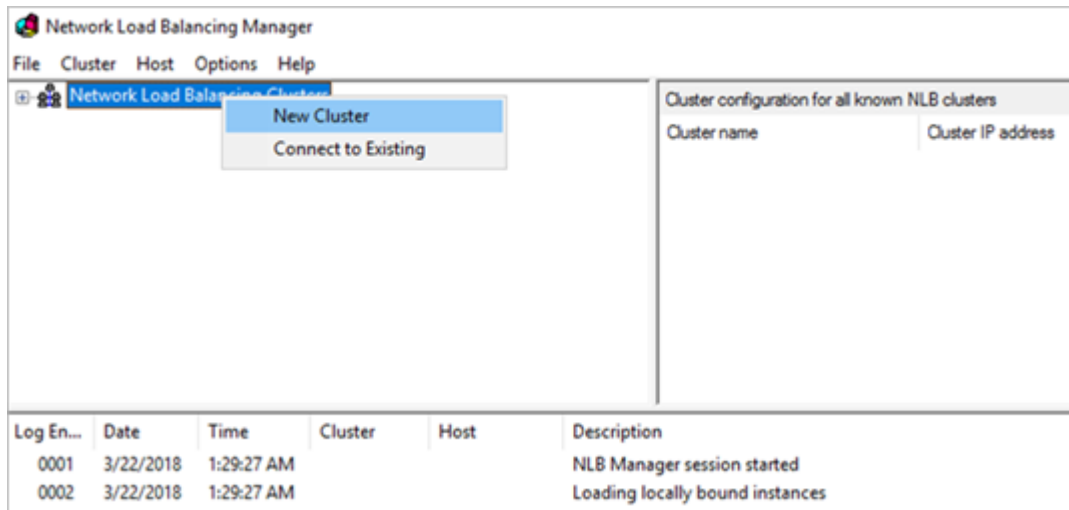 Network Load Balancing Manager
File Cluster Host Options Help
Network Load Balancing Clusters
New Cluster
Connect to Existing
Cluster configuration for all known NLB clusters
Cluster name Cluster IP address
Log En... Date Time Cluster Host Description
0001 3/22/2018 1:29:27 AM NLB Manager session started
0002 3/22/2018 1:29:27 AM Loading locally bound instances